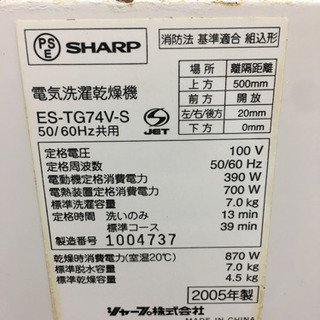 PS E SHARP
電気洗濯乾燥機
ES-TG74V-S
50/60Hz共用
S JET
消防法 基準適合 組込形
場所 離隔距離
上方 500mm
前方 開放
左/右/後方 20mm
下方 0mm
定格電圧 100 V
定格周波数 50/60 Hz
電動機定格消費電力 390 W
電熱装置定格消費電力 700 W
標準洗濯容量 7.0 kg
定格時間 洗いのみ 13 min
標準コース 39 min
製造番号 1004737
乾燥時消費電力(室温20℃) 870 W
標準脱水容量 7.0 kg
標準乾燥容量 4.5 kg
シャープ株式会社 2005年製
MADE IN CHINA